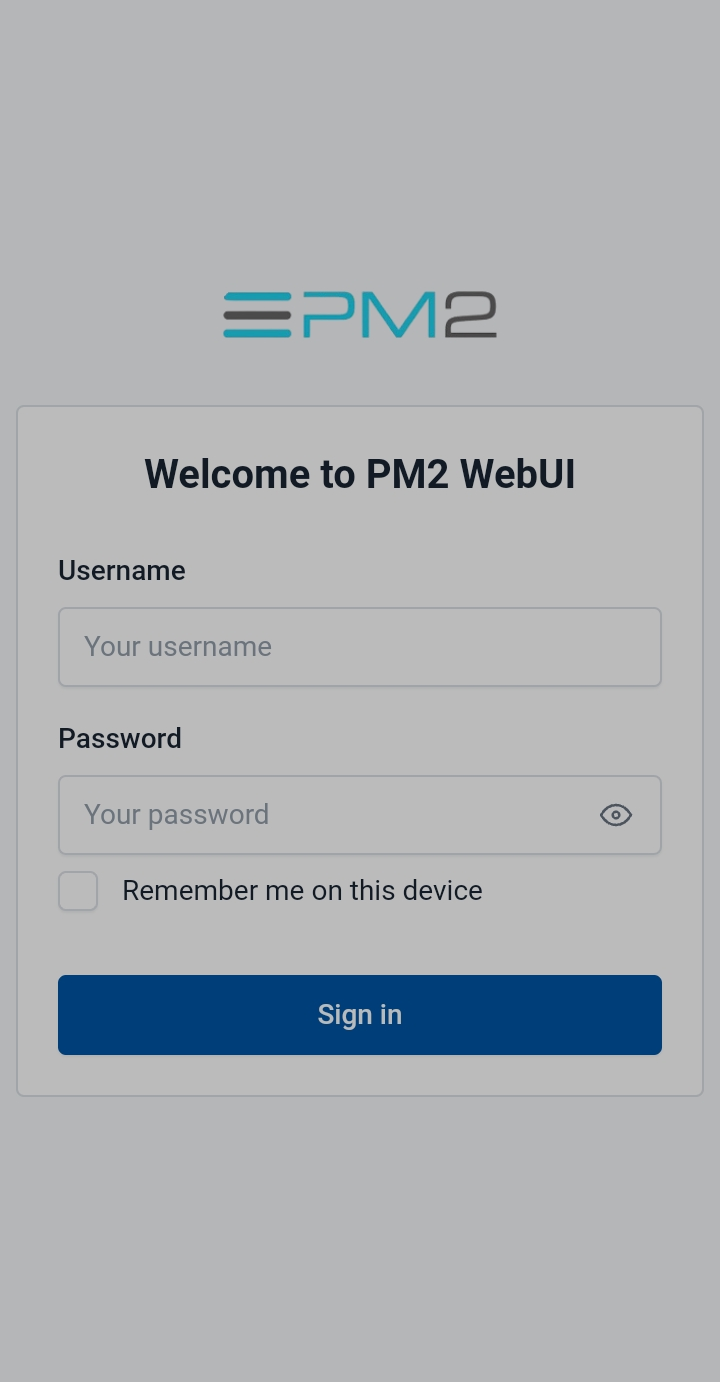 PM2
Welcome to PM2 WebUI
Username
Your username
Password
Your password
Remember me on this device
Sign in